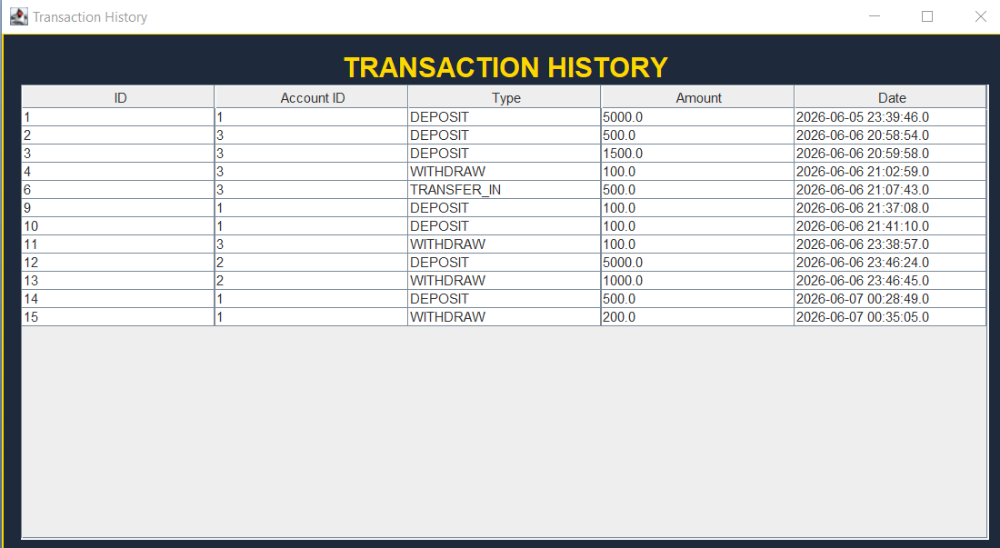 Transaction History
TRANSACTION HISTORY
ID Account ID Type Amount Date
1 1 DEPOSIT 5000.0 2026-06-05 23:39:46.0
2 3 DEPOSIT 500.0 2026-06-06 20:58:54.0
3 3 DEPOSIT 1500.0 2026-06-06 20:59:58.0
4 3 WITHDRAW 100.0 2026-06-06 21:02:59.0
6 3 TRANSFER_IN 500.0 2026-06-06 21:07:43.0
9 1 DEPOSIT 100.0 2026-06-06 21:37:08.0
10 1 DEPOSIT 100.0 2026-06-06 21:41:10.0
11 3 WITHDRAW 100.0 2026-06-06 23:38:57.0
12 2 DEPOSIT 5000.0 2026-06-06 23:46:24.0
13 2 WITHDRAW 1000.0 2026-06-06 23:46:45.0
14 1 DEPOSIT 500.0 2026-06-07 00:28:49.0
15 1 WITHDRAW 200.0 2026-06-07 00:35:05.0